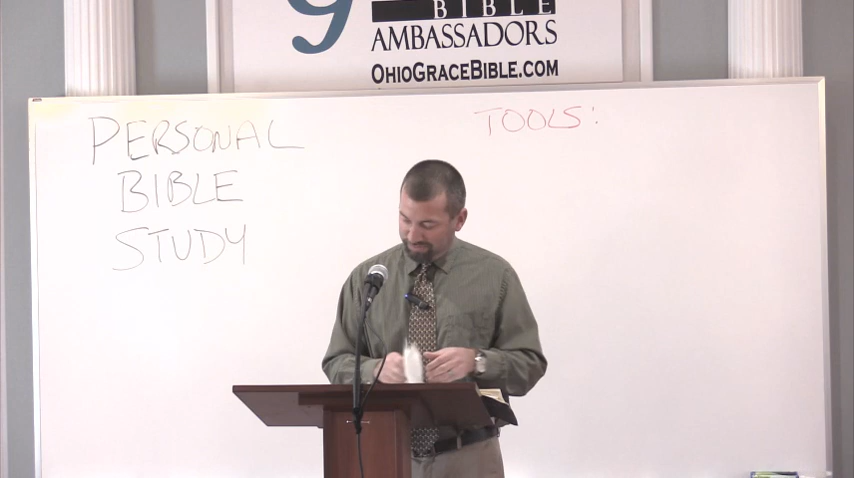 BIBLE
AMBASSADORS
OHIOGRACEBIBLE.COM
TOOLS:
PERSONAL
BIBLE
STUDY